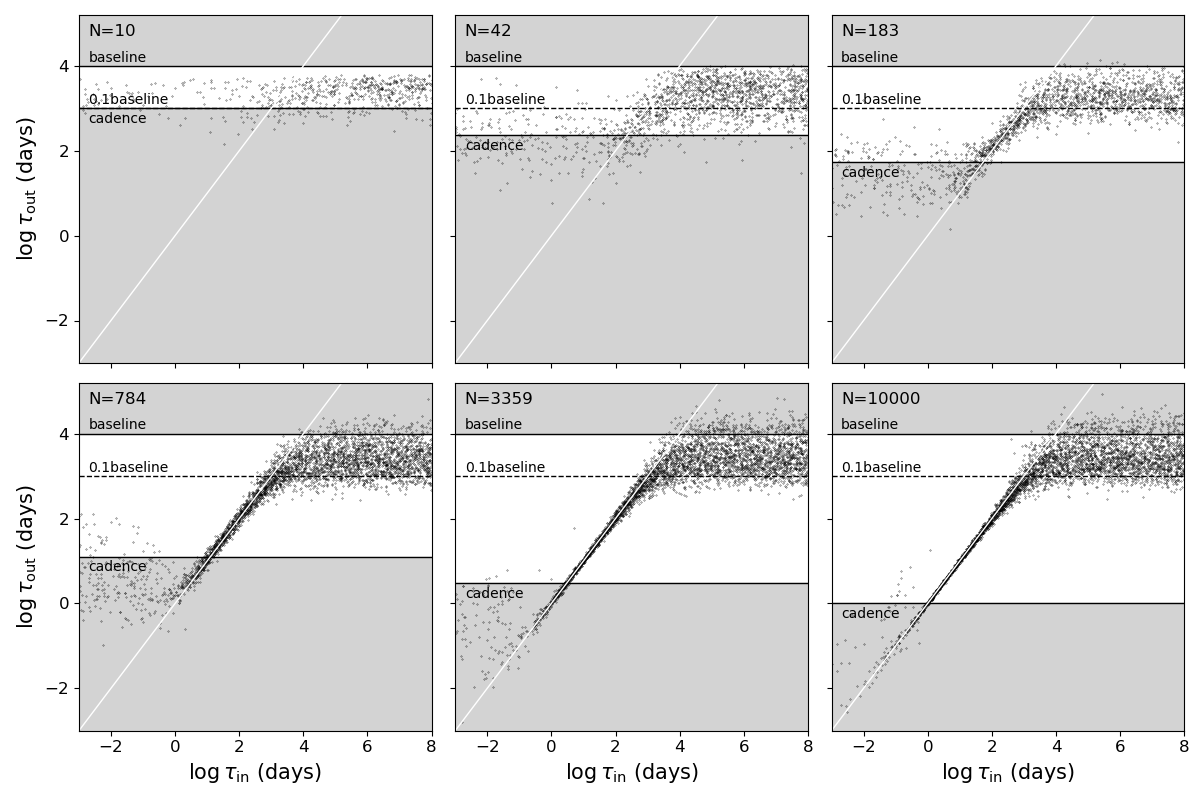 N=10
baseline
0.1baseline
cadence
N=42
baseline
0.1baseline
cadence
N=183
baseline
0.1baseline
cadence
4
2
0
−2
log τout (days)
N=784
baseline
0.1baseline
cadence
N=3359
baseline
0.1baseline
cadence
N=10000
baseline
0.1baseline
cadence
4
2
0
−2
log τout (days)
−2 0 2 4 6 8
−2 0 2 4 6 8
−2 0 2 4 6 8
log τin (days)
log τin (days)
log τin (days)